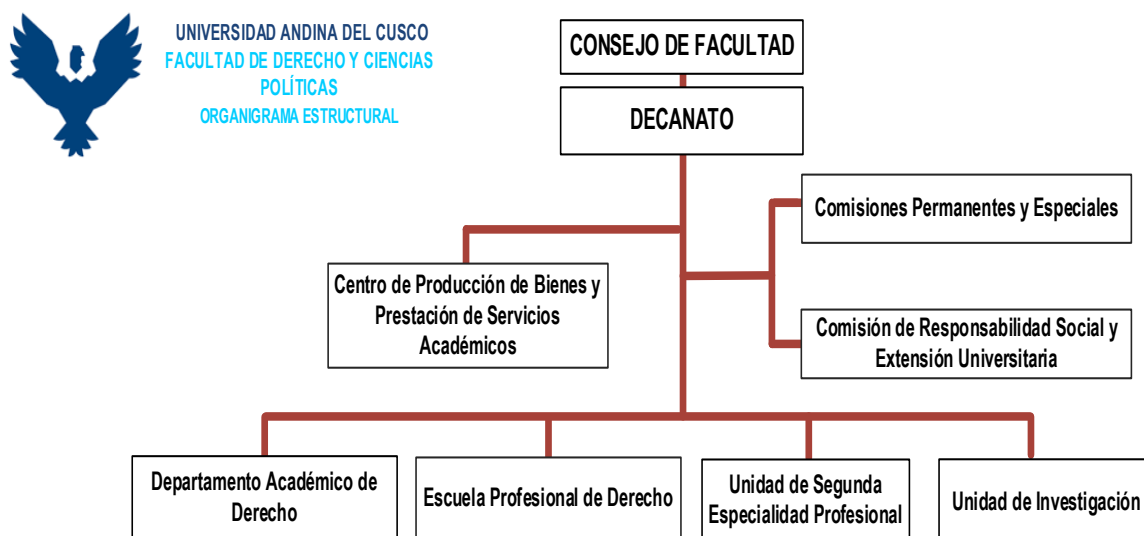 UNIVERSIDAD ANDINA DEL CUSCO
FACULTAD DE DERECHO Y CIENCIAS
POLÍTICAS
ORGANIGRAMA ESTRUCTURAL
CONSEJO DE FACULTAD
DECANATO
Comisiones Permanentes y Especiales
Centro de Producción de Bienes y
Prestación de Servicios
Académicos
Comisión de Responsabilidad Social y
Extensión Universitaria
Departamento Académico de
Derecho
Escuela Profesional de Derecho
Unidad de Segunda
Especialidad Profesional
Unidad de Investigación